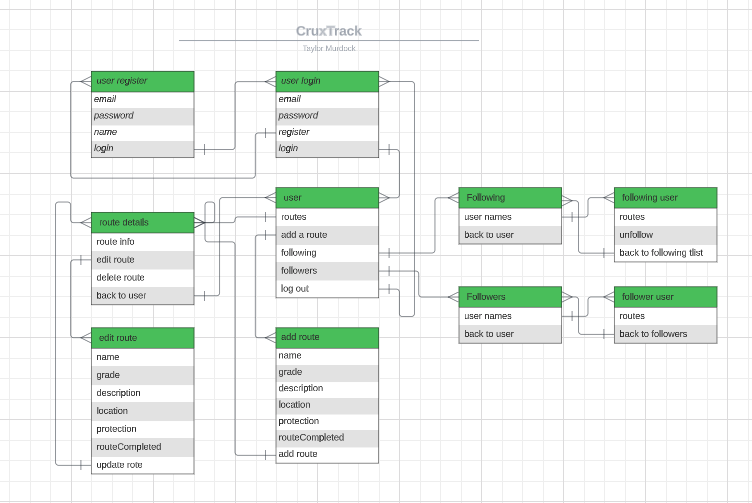 CruxTrack
Taylor Murdock
user register
email
password
name
login
user login
email
password
register
login
route details
route info
edit route
delete route
back to user
user
routes
add a route
following
followers
log out
Following
user names
back to user
following user
routes
unfollow
back to following tlist
Followers
user names
back to user
follower user
routes
back to followers
edit route
name
grade
description
location
protection
routeCompleted
update rote
add route
name
grade
description
location
protection
routeCompleted
add route